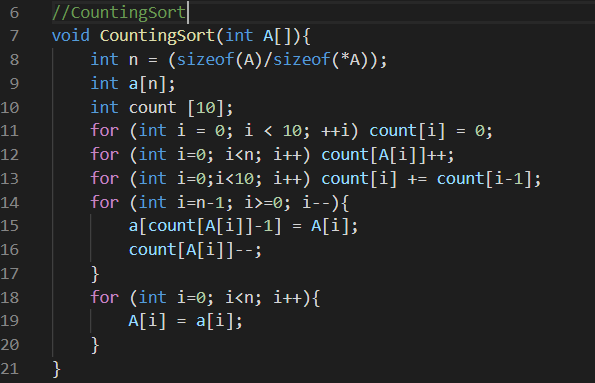 6 //CountingSort
7 void CountingSort(int A[]){
8     int n = (sizeof(A)/sizeof(*A));
9     int a[n];
10     int count [10];
11     for (int i = 0; i < 10; ++i) count[i] = 0;
12     for (int i=0; i<n; i++) count[A[i]]++;
13     for (int i=0;i<10; i++) count[i] += count[i-1];
14     for (int i=n-1; i>=0; i--){
15         a[count[A[i]]-1] = A[i];
16         count[A[i]]--;
17     }
18     for (int i=0; i<n; i++){
19         A[i] = a[i];
20     }
21 }